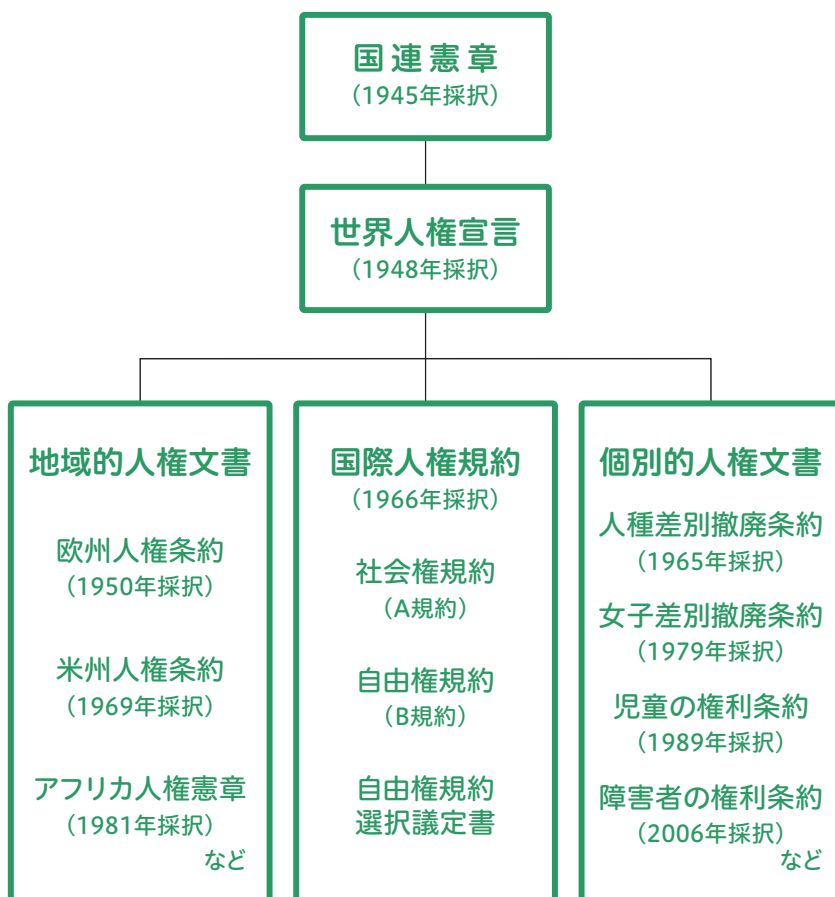 国連憲章
（1945年採択）
世界人権宣言
（1948年採択）
地域的人権文書
欧州人権条約
（1950年採択）
米州人権条約
（1969年採択）
アフリカ人権憲章
（1981年採択）
など
国際人権規約
（1966年採択）
社会権規約
（A規約）
自由権規約
（B規約）
自由権規約
選択議定書
個別的人権文書
人種差別撤廃条約
（1965年採択）
女子差別撤廃条約
（1979年採択）
児童の権利条約
（1989年採択）
障害者の権利条約
（2006年採択）
など